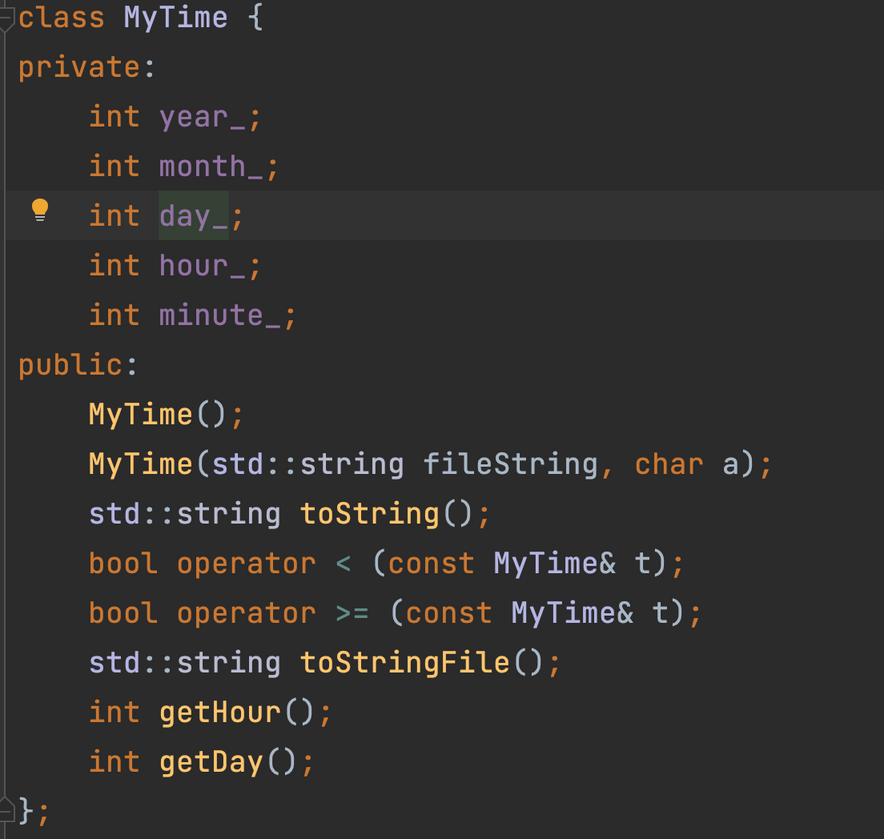 class MyTime {
private:
    int year_;
    int month_;
    int day_;
    int hour_;
    int minute_;
public:
    MyTime();
    MyTime(std::string fileString, char a);
    std::string toString();
    bool operator < (const MyTime& t);
    bool operator >= (const MyTime& t);
    std::string toStringFile();
    int getHour();
    int getDay();
};